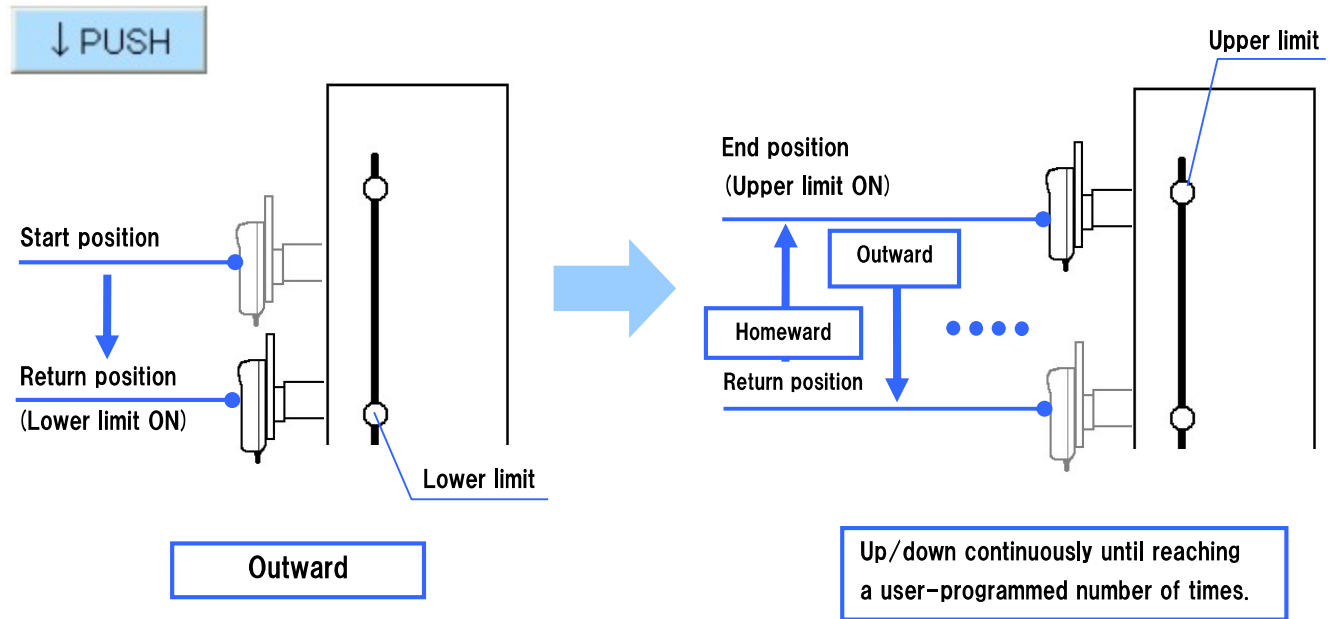 ↓PUSH
Start position
Return position
(Lower limit ON)
Lower limit
Outward
Upper limit
End position
(Upper limit ON)
Outward
Homeward
Return position
Up/down continuously until reaching
a user-programmed number of times.